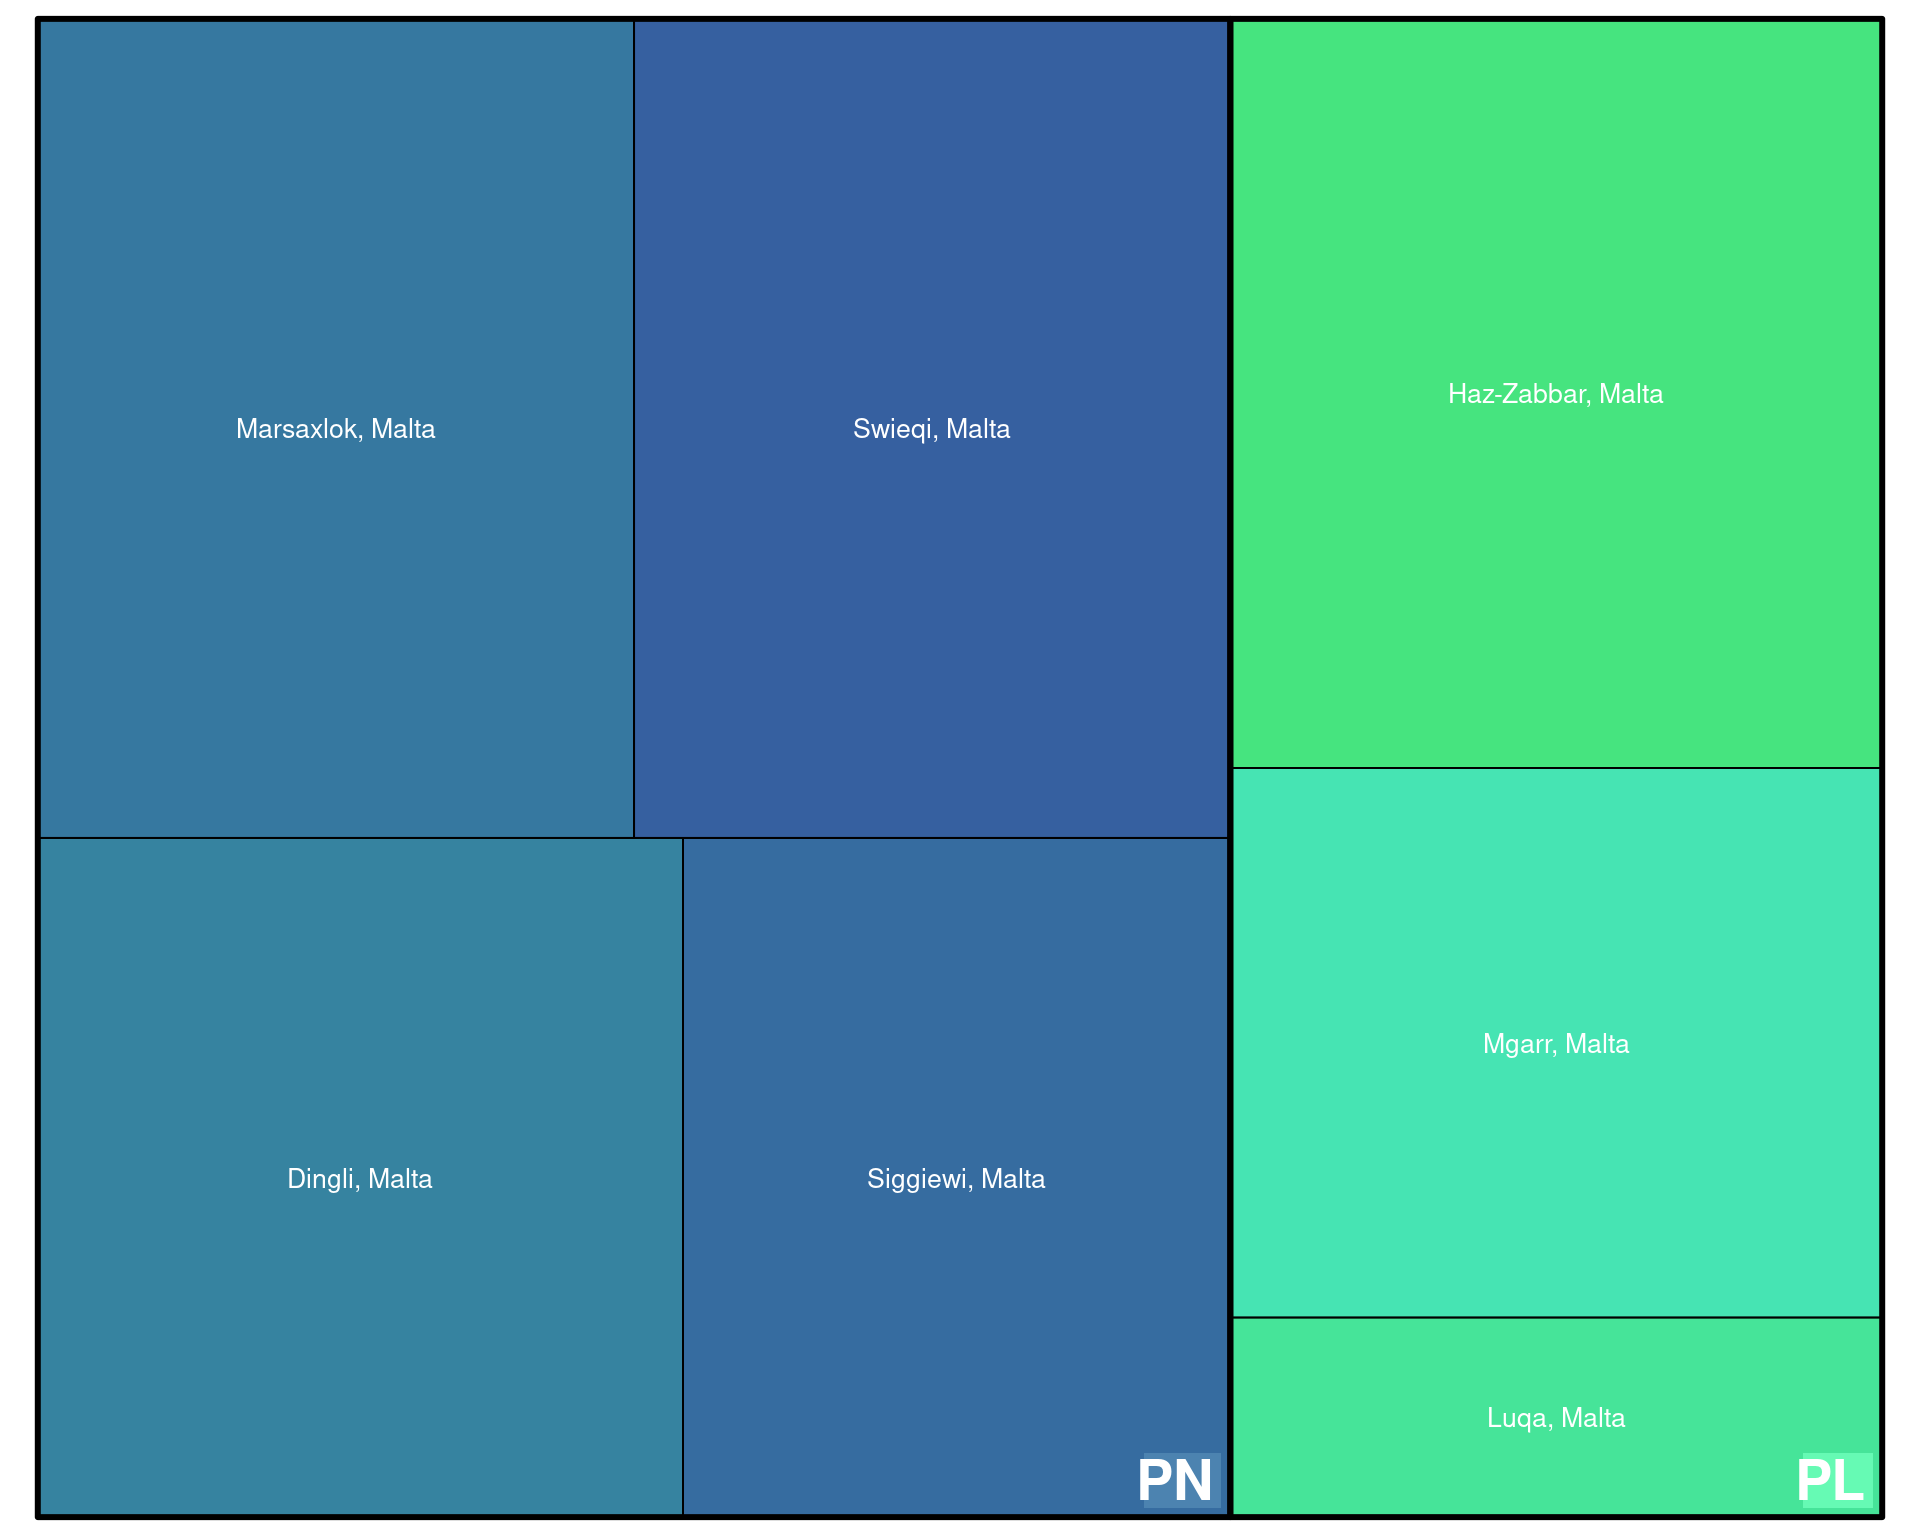 Marsaxlok, Malta
Swieqi, Malta
Haz-Zabbar, Malta
Dingli, Malta
Siggiewi, Malta
Mgarr, Malta
Luqa, Malta
PN
PL